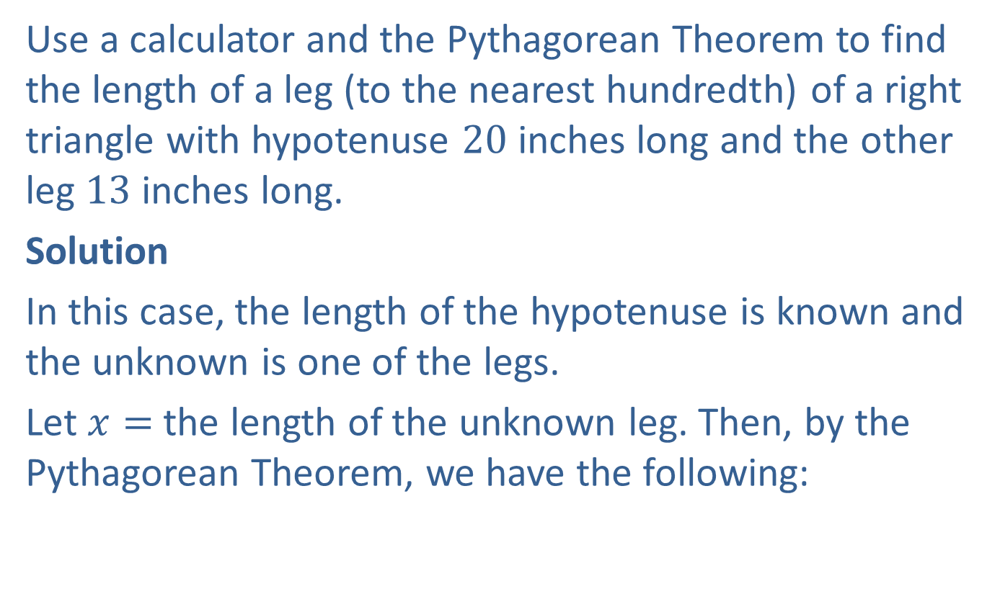 Use a calculator and the Pythagorean Theorem to find
the length of a leg (to the nearest hundredth) of a right
triangle with hypotenuse 20 inches long and the other
leg 13 inches long.
Solution
In this case, the length of the hypotenuse is known and
the unknown is one of the legs.
Let x = the length of the unknown leg. Then, by the
Pythagorean Theorem, we have the following: